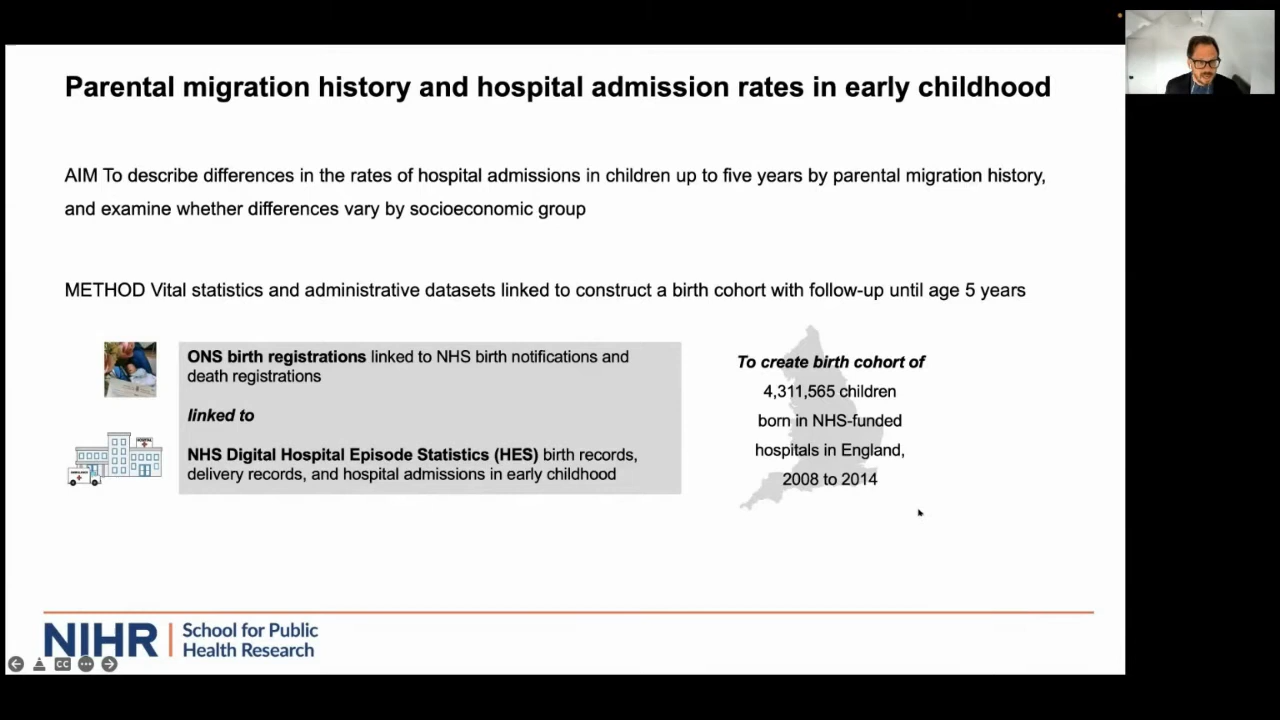 Parental migration history and hospital admission rates in early childhood
AIM To describe differences in the rates of hospital admissions in children up to five years by parental migration history,
and examine whether differences vary by socioeconomic group
METHOD Vital statistics and administrative datasets linked to construct a birth cohort with follow-up until age 5 years
ONS birth registrations linked to NHS birth notifications and
death registrations
linked to
NHS Digital Hospital Episode Statistics (HES) birth records,
delivery records, and hospital admissions in early childhood
HOSPITAL
AMBULANCE
To create birth cohort of
4,311,565 children
born in NHS-funded
hospitals in England,
2008 to 2014
NIHR
School for Public
Health Research
CC